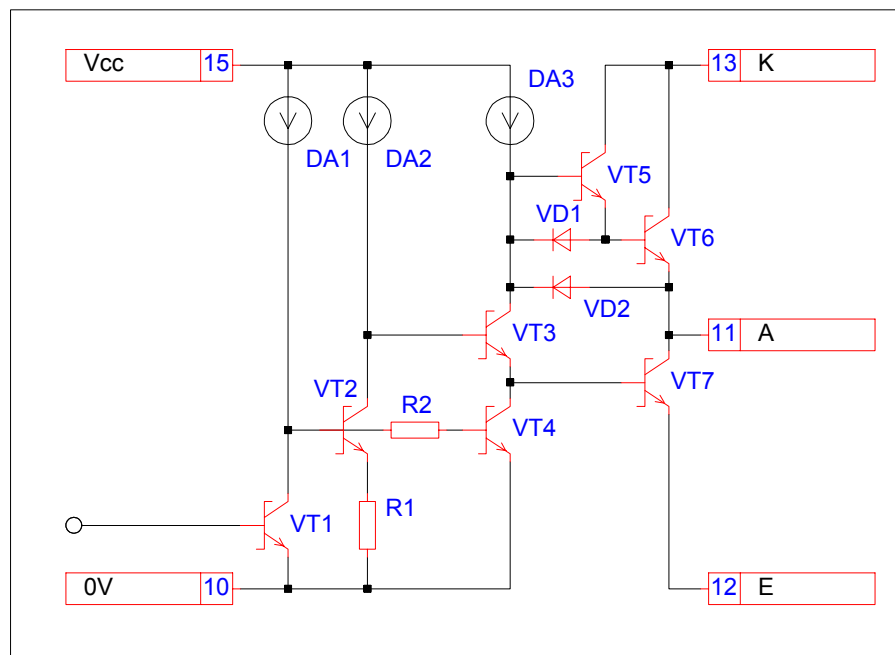 Vcc 15
13 K
DA3
DA1
DA2
VT5
VD1
VT6
VD2
VT3
11 A
VT2
R2
VT7
VT4
R1
VT1
0V 10
12 E